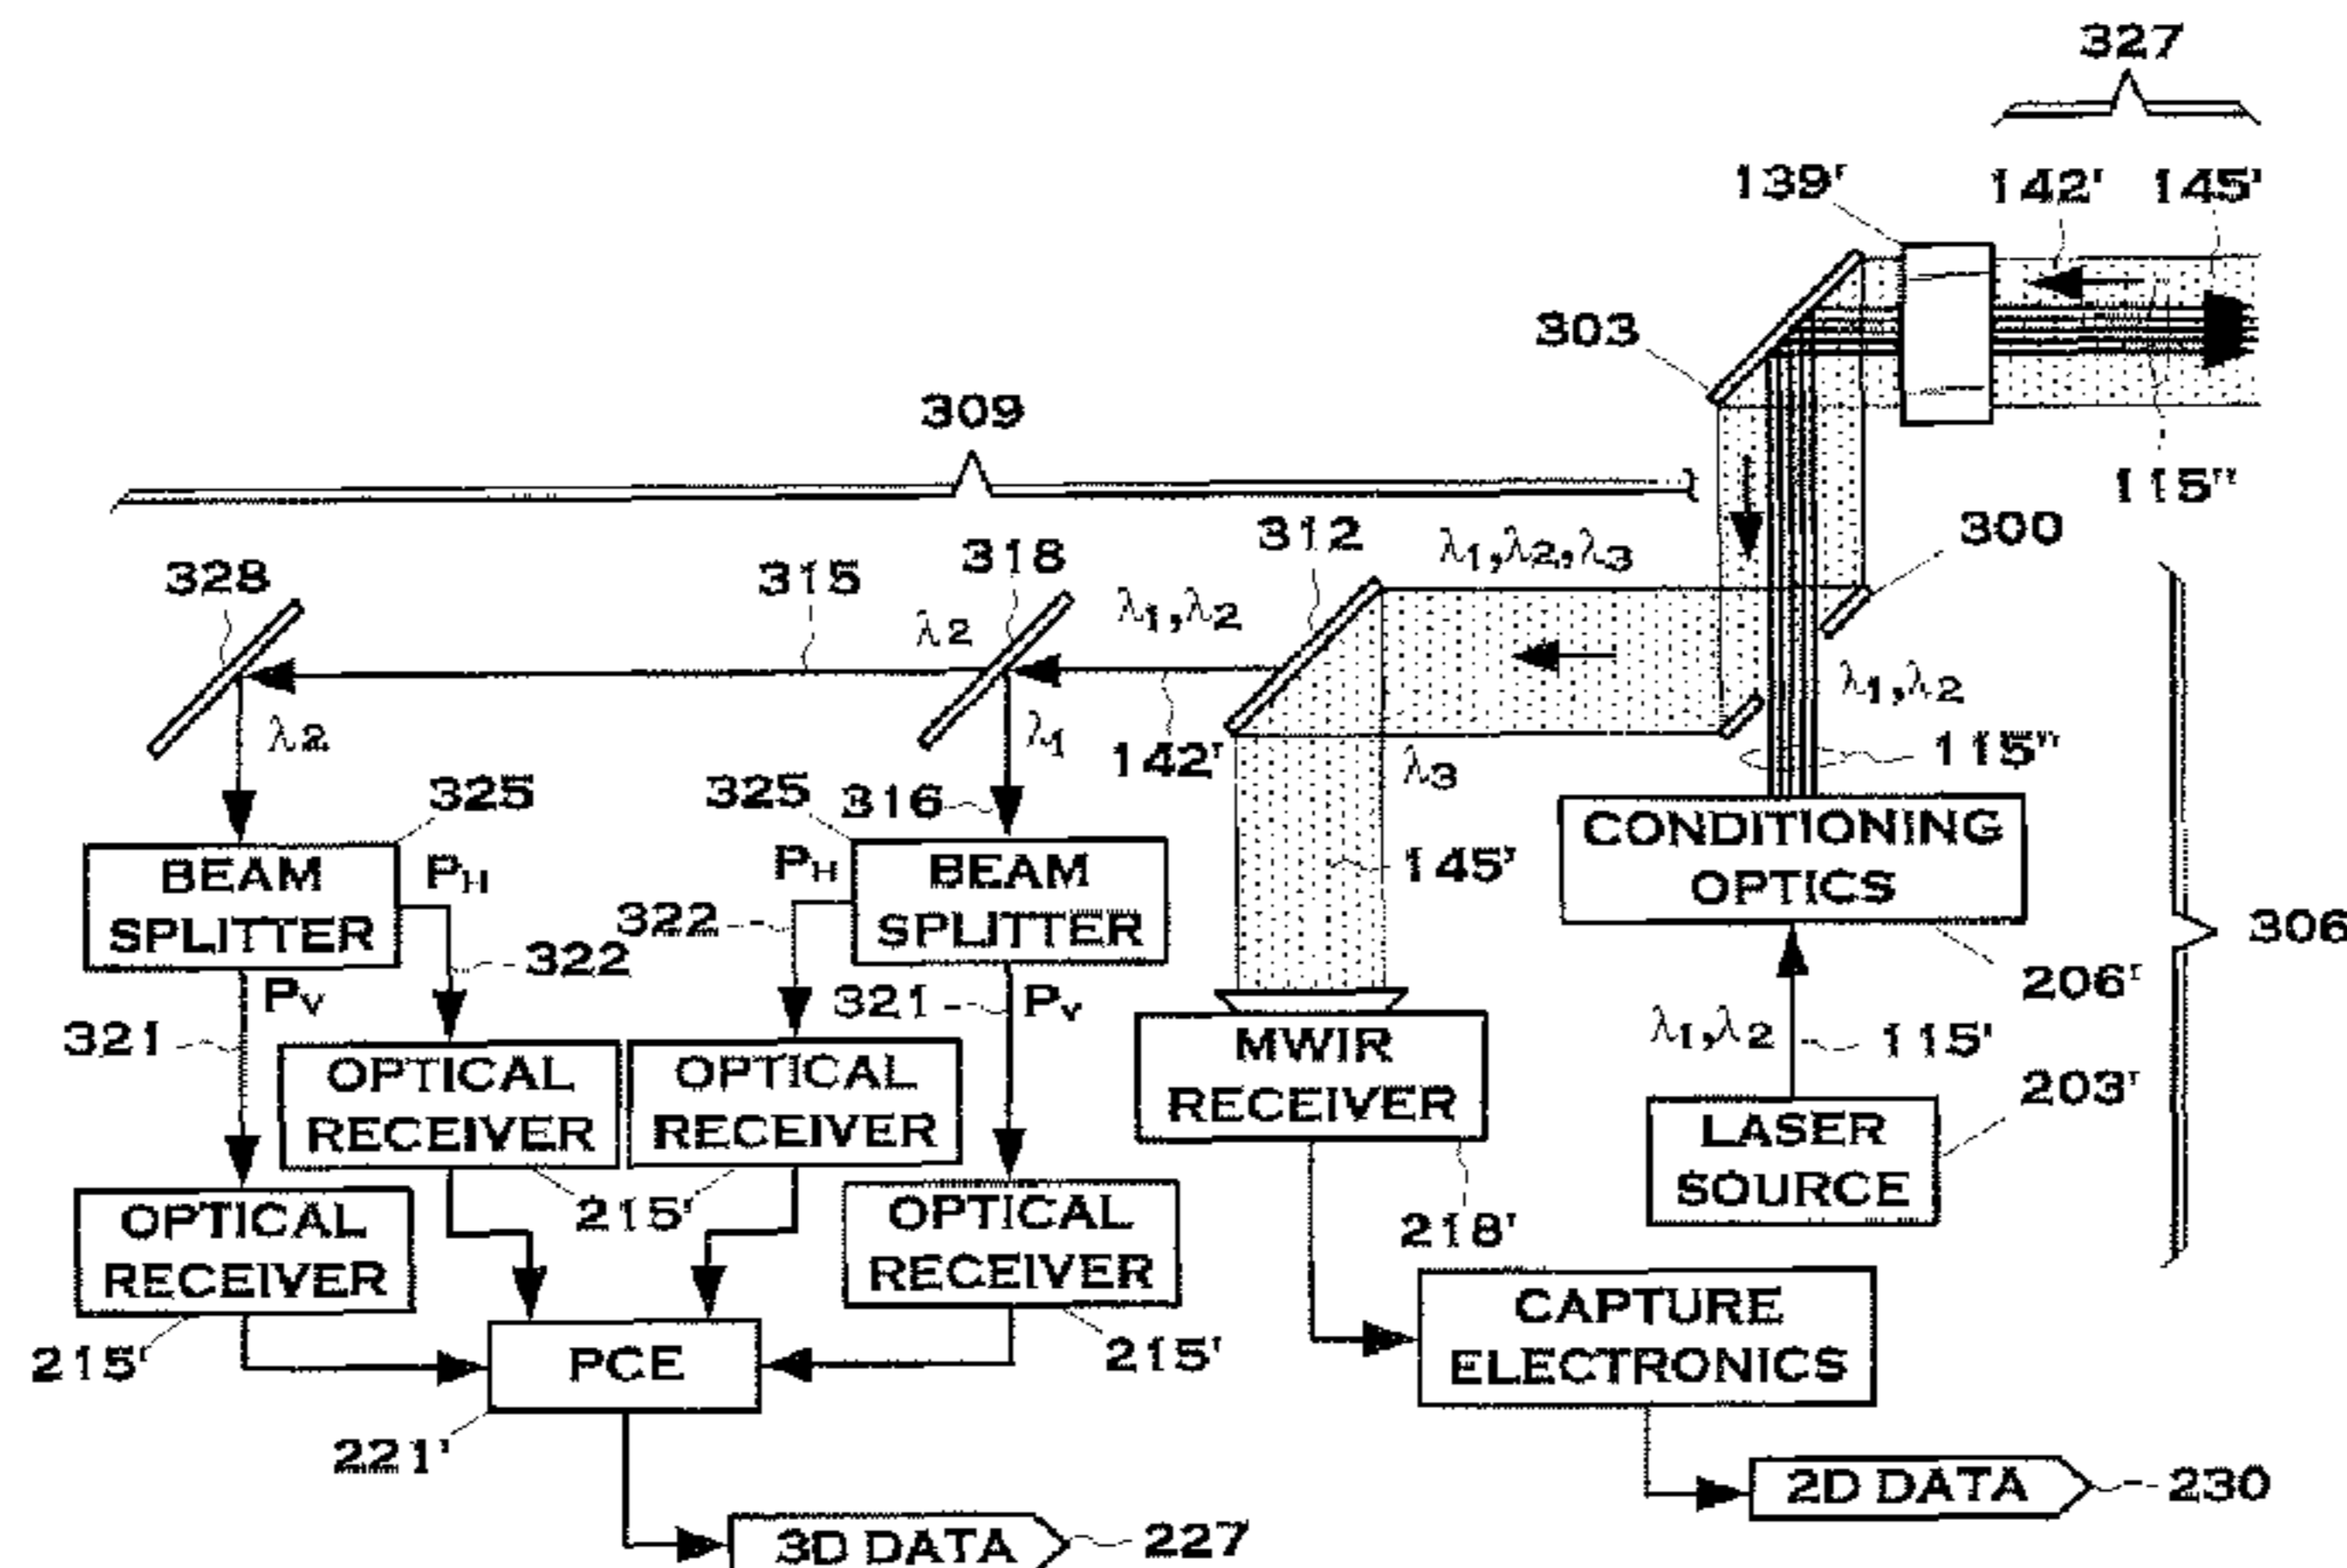 327
139' 142' 145'
303
115"
309
312 λ1,λ2,λ3 300
328 315 318
λ2 λ1,λ2
λ1,λ2
λ2 λ1 142' λ3 115"
325 325 316
BEAM SPLITTER
PH
PH
BEAM SPLITTER
145'
CONDITIONING OPTICS
322
322
306
206'
PV
321
321
PV
λ1,λ2 115'
203'
OPTICAL RECEIVER
OPTICAL RECEIVER
MWIR RECEIVER
LASER SOURCE
215'
218'
OPTICAL RECEIVER
OPTICAL RECEIVER
215'
215'
PCE
CAPTURE ELECTRONICS
221'
2D DATA 230
3D DATA 227